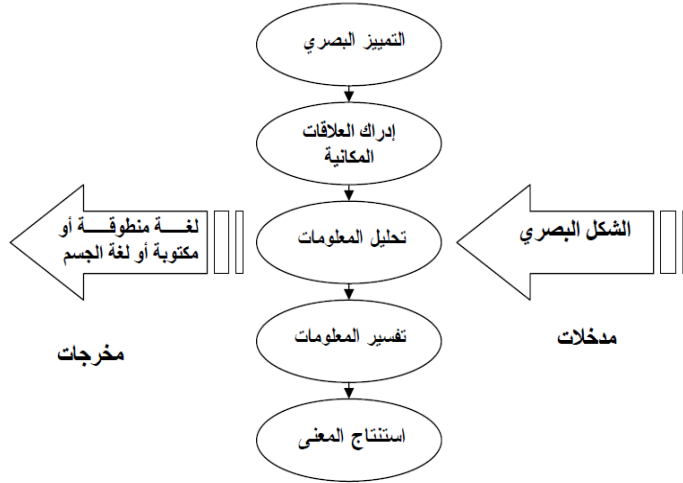 التمييز البصري
إدراك العلاقات
المكانية
الشكل البصري
تحليل المعلومات
لغـــة منطوقـــة أو
مكتوبة أو لغة الجسم
مدخلات
تفسير المعلومات
مخرجات
استنتاج المعنى